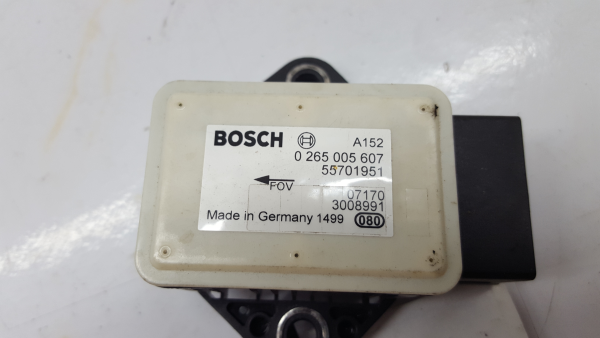 BOSCH A152
0 265 005 607
55701951
FOV
07170
3008991
Made in Germany 1499 080